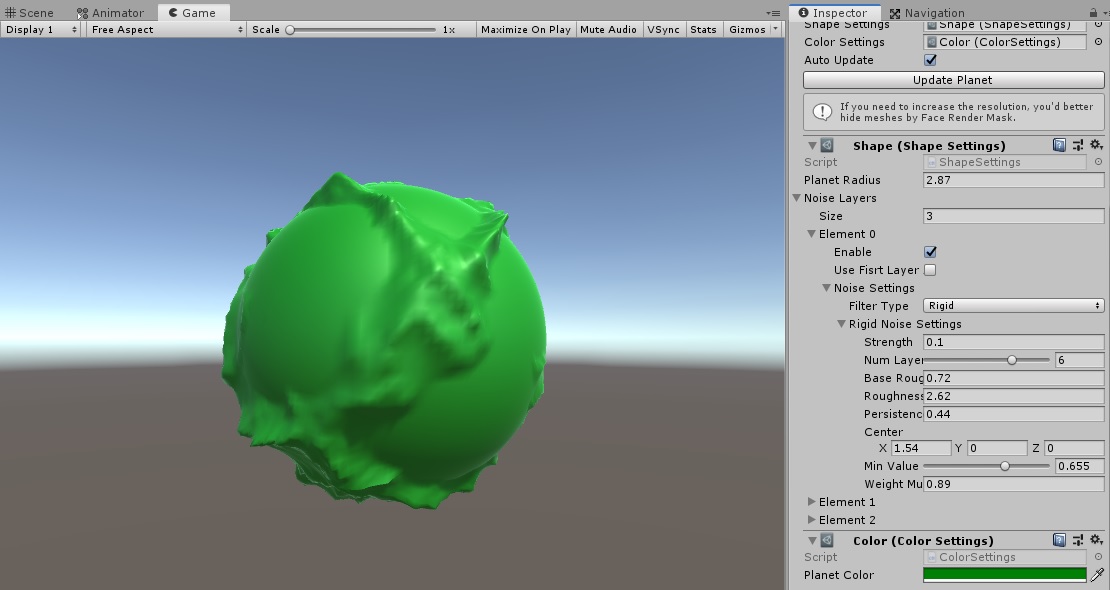 Scene
Animator
Game
Display 1
Free Aspect
Scale
1x
Maximize On Play
Mute Audio
VSync
Stats
Gizmos
Inspector
Navigation
Shape Settings
Shape (ShapeSettings)
Color Settings
Color (ColorSettings)
Auto Update
Update Planet
If you need to increase the resolution, you'd better
hide meshes by Face Render Mask.
Shape (Shape Settings)
Script
ShapeSettings
Planet Radius
2.87
Noise Layers
Size
3
Element 0
Enable
Use Fisrt Layer
Noise Settings
Filter Type
Rigid
Rigid Noise Settings
Strength
0.1
Num Layer
6
Base Roug
0.72
Roughness
2.62
Persistenc
0.44
Center
X 1.54 Y 0 Z 0
Min Value
0.655
Weight Mu
0.89
Element 1
Element 2
Color (Color Settings)
Script
ColorSettings
Planet Color